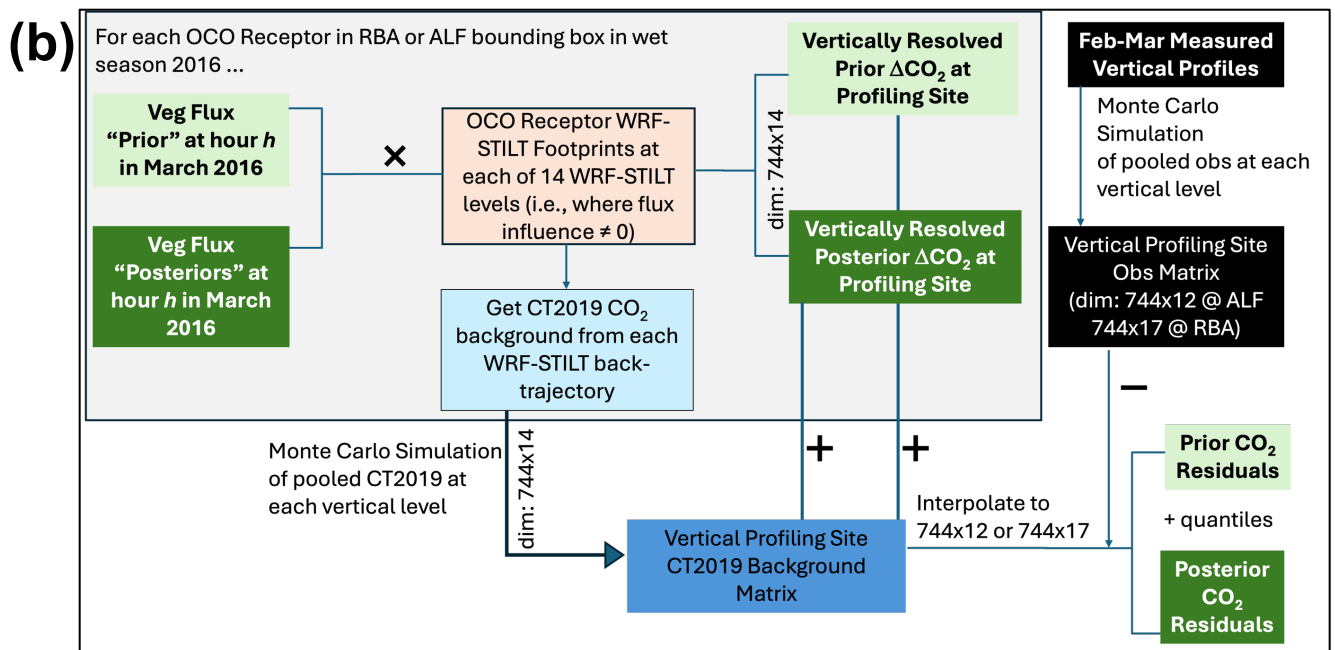 (b)
For each OCO Receptor in RBA or ALF bounding box in wet
season 2016 ...
Veg Flux
“Prior” at hour h
in March 2016
×
Veg Flux
“Posteriors” at
hour h in March
2016
OCO Receptor WRF-
STILT Footprints at
each of 14 WRF-STILT
levels (i.e., where flux
influence ≠ 0)
Get CT2019 CO₂
background from each
WRF-STILT back-
trajectory
dim: 744x14
Vertically Resolved
Prior ΔCO₂ at
Profiling Site
Vertically Resolved
Posterior ΔCO₂ at
Profiling Site
Feb-Mar Measured
Vertical Profiles
Monte Carlo
Simulation
of pooled obs at each
vertical level
Vertical Profiling Site
Obs Matrix
(dim: 744x12 @ ALF
744x17 @ RBA)
−
Monte Carlo Simulation
of pooled CT2019 at
each vertical level
dim: 744x14
+
+
Vertical Profiling Site
CT2019 Background
Matrix
Interpolate to
744x12 or 744x17
Prior CO₂
Residuals
+ quantiles
Posterior
CO₂
Residuals